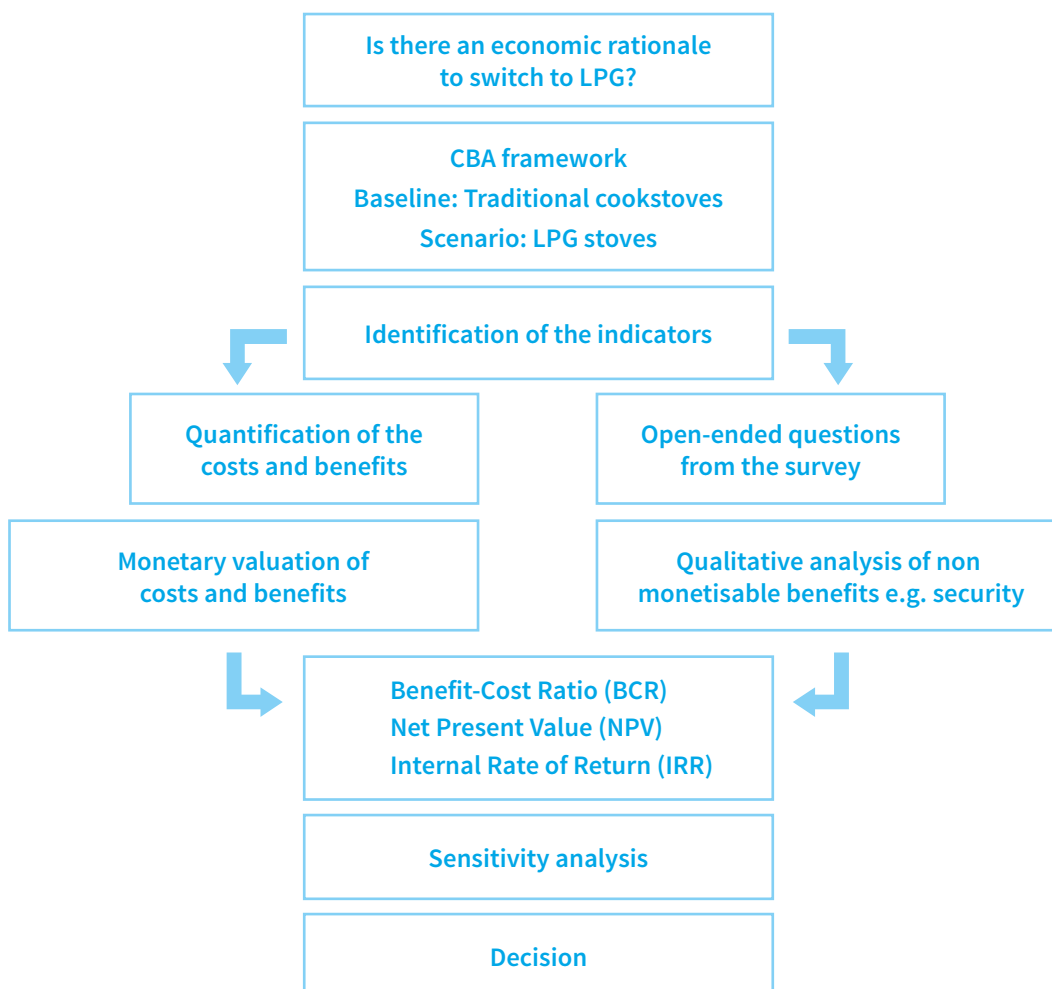 Is there an economic rationale
to switch to LPG?
CBA framework
Baseline: Traditional cookstoves
Scenario: LPG stoves
Identification of the indicators
Quantification of the
costs and benefits
Open-ended questions
from the survey
Monetary valuation of
costs and benefits
Qualitative analysis of non
monetisable benefits e.g. security
Benefit-Cost Ratio (BCR)
Net Present Value (NPV)
Internal Rate of Return (IRR)
Sensitivity analysis
Decision